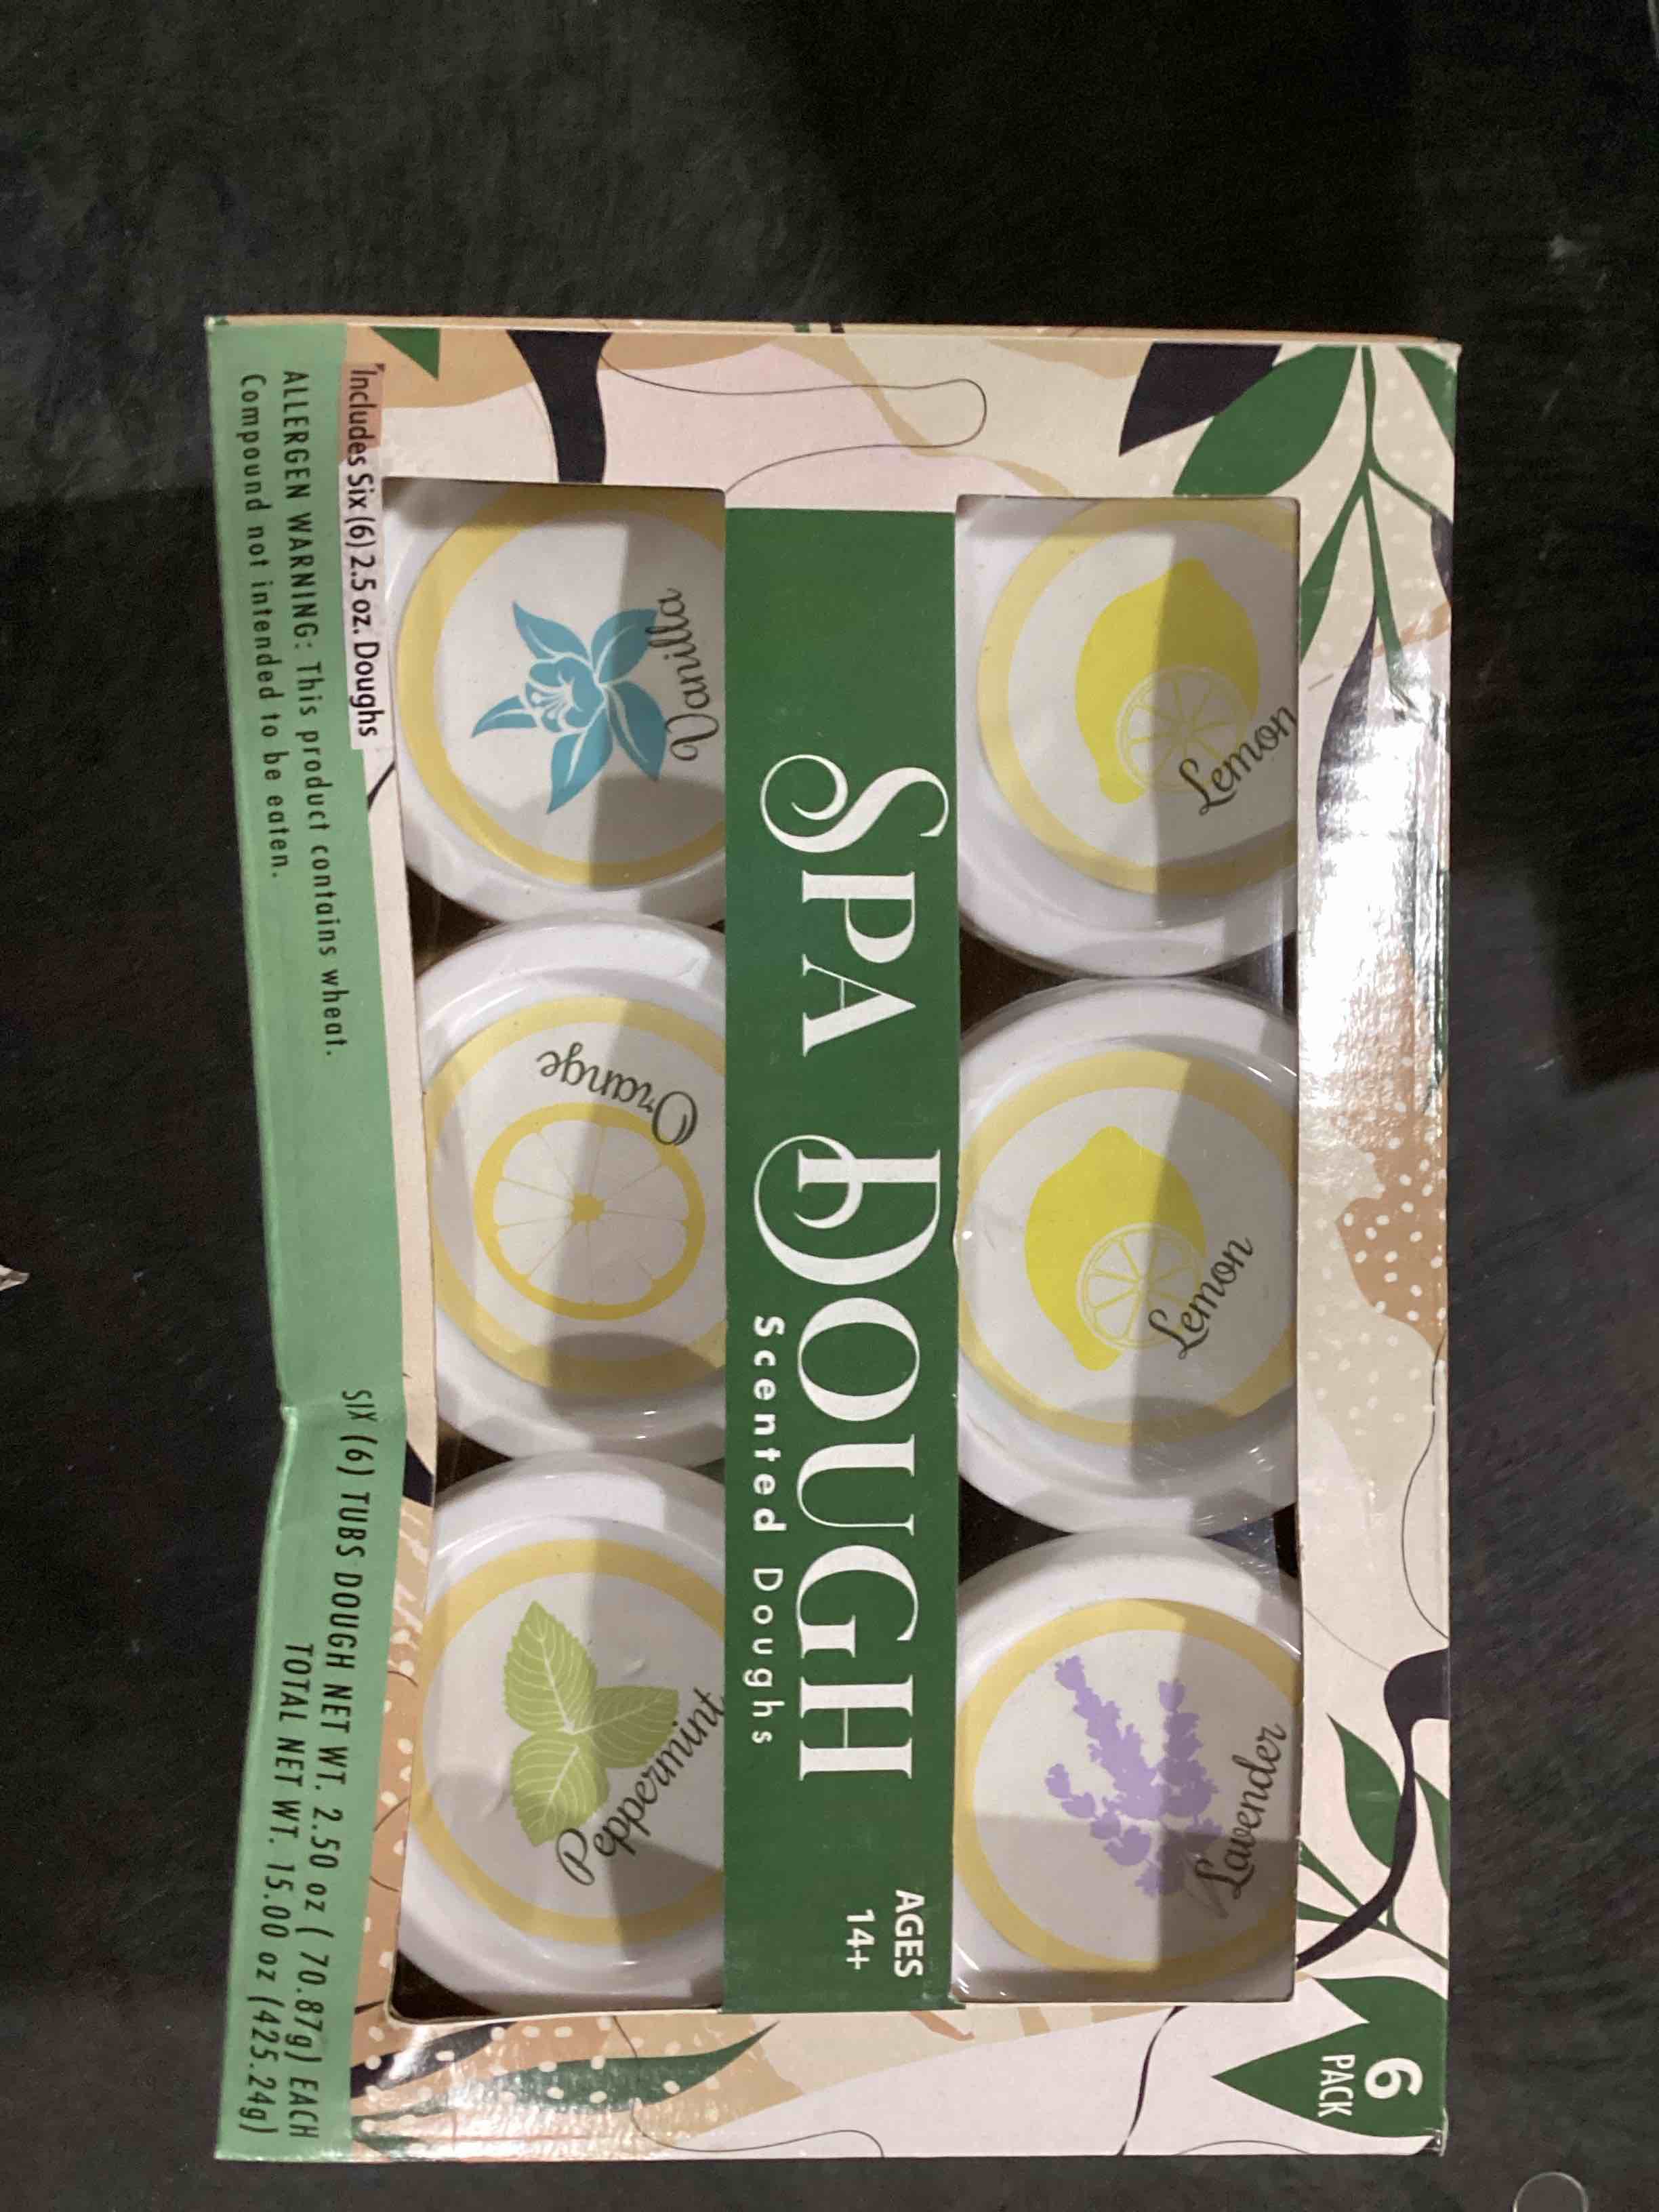 6
PACK
Lemon
Lemon
Lavender
SPA DOUGH
Scented Doughs
AGES
14+
Vanilla
Orange
Peppermint
Includes Six (6) 2.5 oz. Doughs
ALLERGEN WARNING: This product contains wheat.
Compound not intended to be eaten.
SIX (6) TUBS DOUGH NET WT. 2.50 oz ( 70.87g) EACH
TOTAL NET WT. 15.00 oz (425.24g)